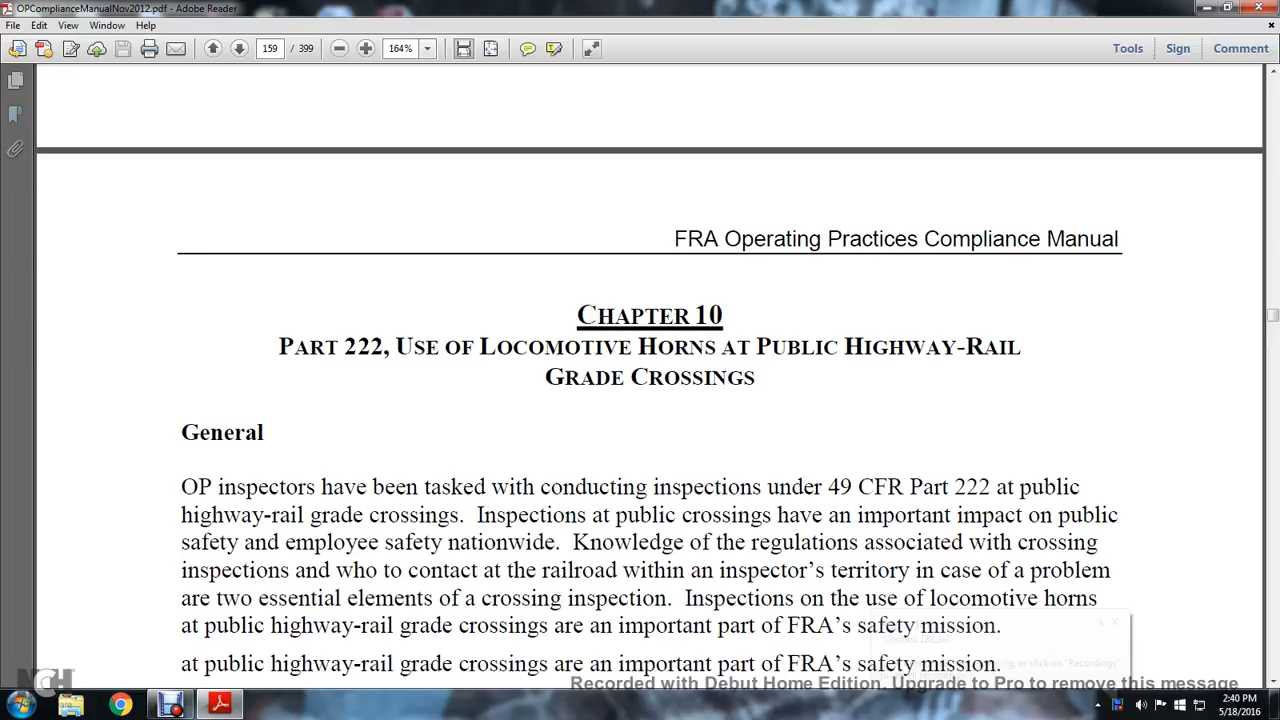 OPComplianceManualNov2012.pdf - Adobe Reader
File Edit View Window Help
159 / 399 164% Tools Sign Comment
FRA Operating Practices Compliance Manual
CHAPTER 10
PART 222, USE OF LOCOMOTIVE HORNS AT PUBLIC HIGHWAY-RAIL
GRADE CROSSINGS
General
OP inspectors have been tasked with conducting inspections under 49 CFR Part 222 at public
highway-rail grade crossings. Inspections at public crossings have an important impact on public
safety and employee safety nationwide. Knowledge of the regulations associated with crossing
inspections and who to contact at the railroad within an inspector's territory in case of a problem
are two essential elements of a crossing inspection. Inspections on the use of locomotive horns
at public highway-rail grade crossings are an important part of FRA's safety mission.
at public highway-rail grade crossings are an important part of FRA's safety mission.
or click on "Recordings"
NCH
Recorded with Debut Home Edition. Upgrade to Pro to remove this message
2:40 PM
5/18/2016